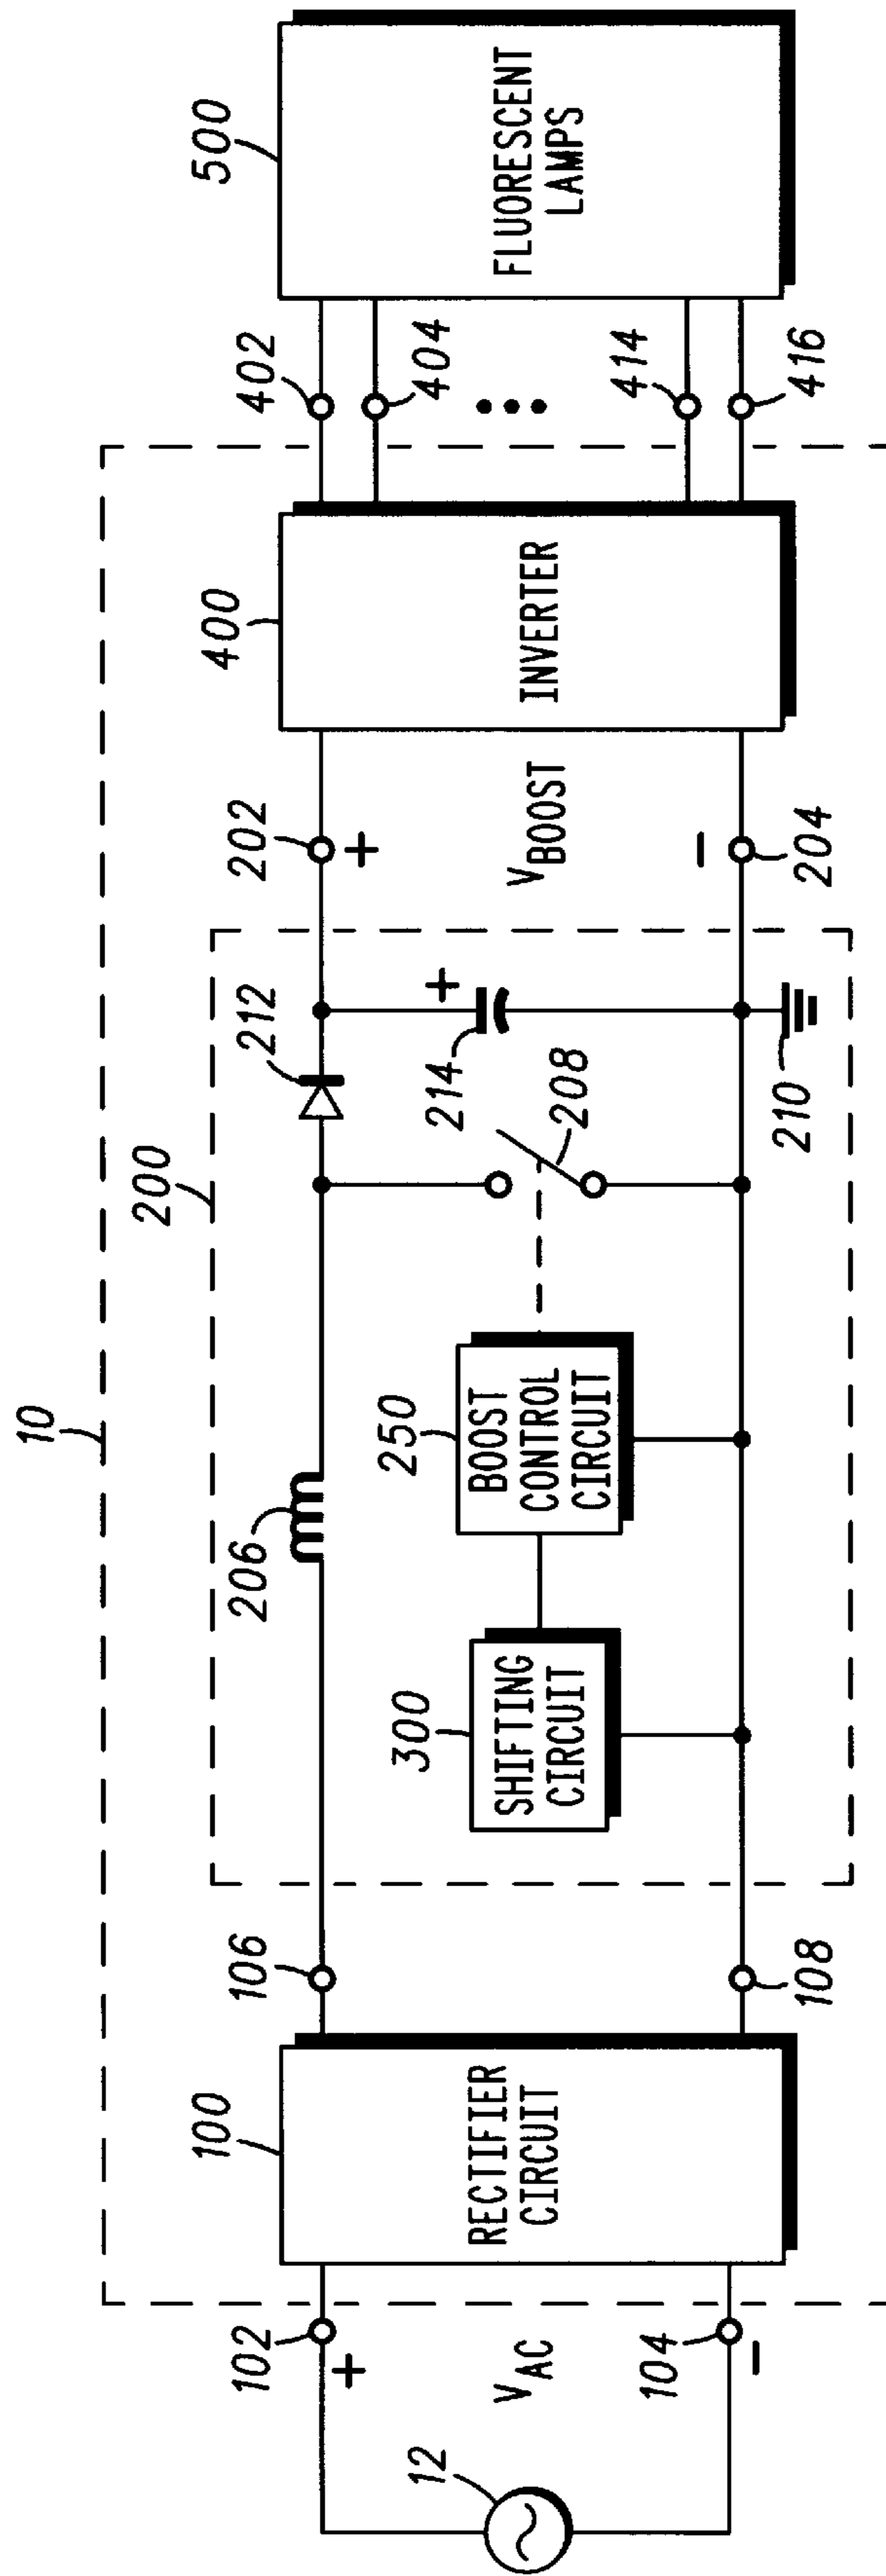 10
200
12
102
+
V_AC
104
−
100
RECTIFIER
CIRCUIT
106
108
206
300
SHIFTING
CIRCUIT
250
BOOST
CONTROL
CIRCUIT
208
212
+
214
210
202
+
V_BOOST
−
204
400
INVERTER
402
404
414
416
500
FLUORESCENT
LAMPS